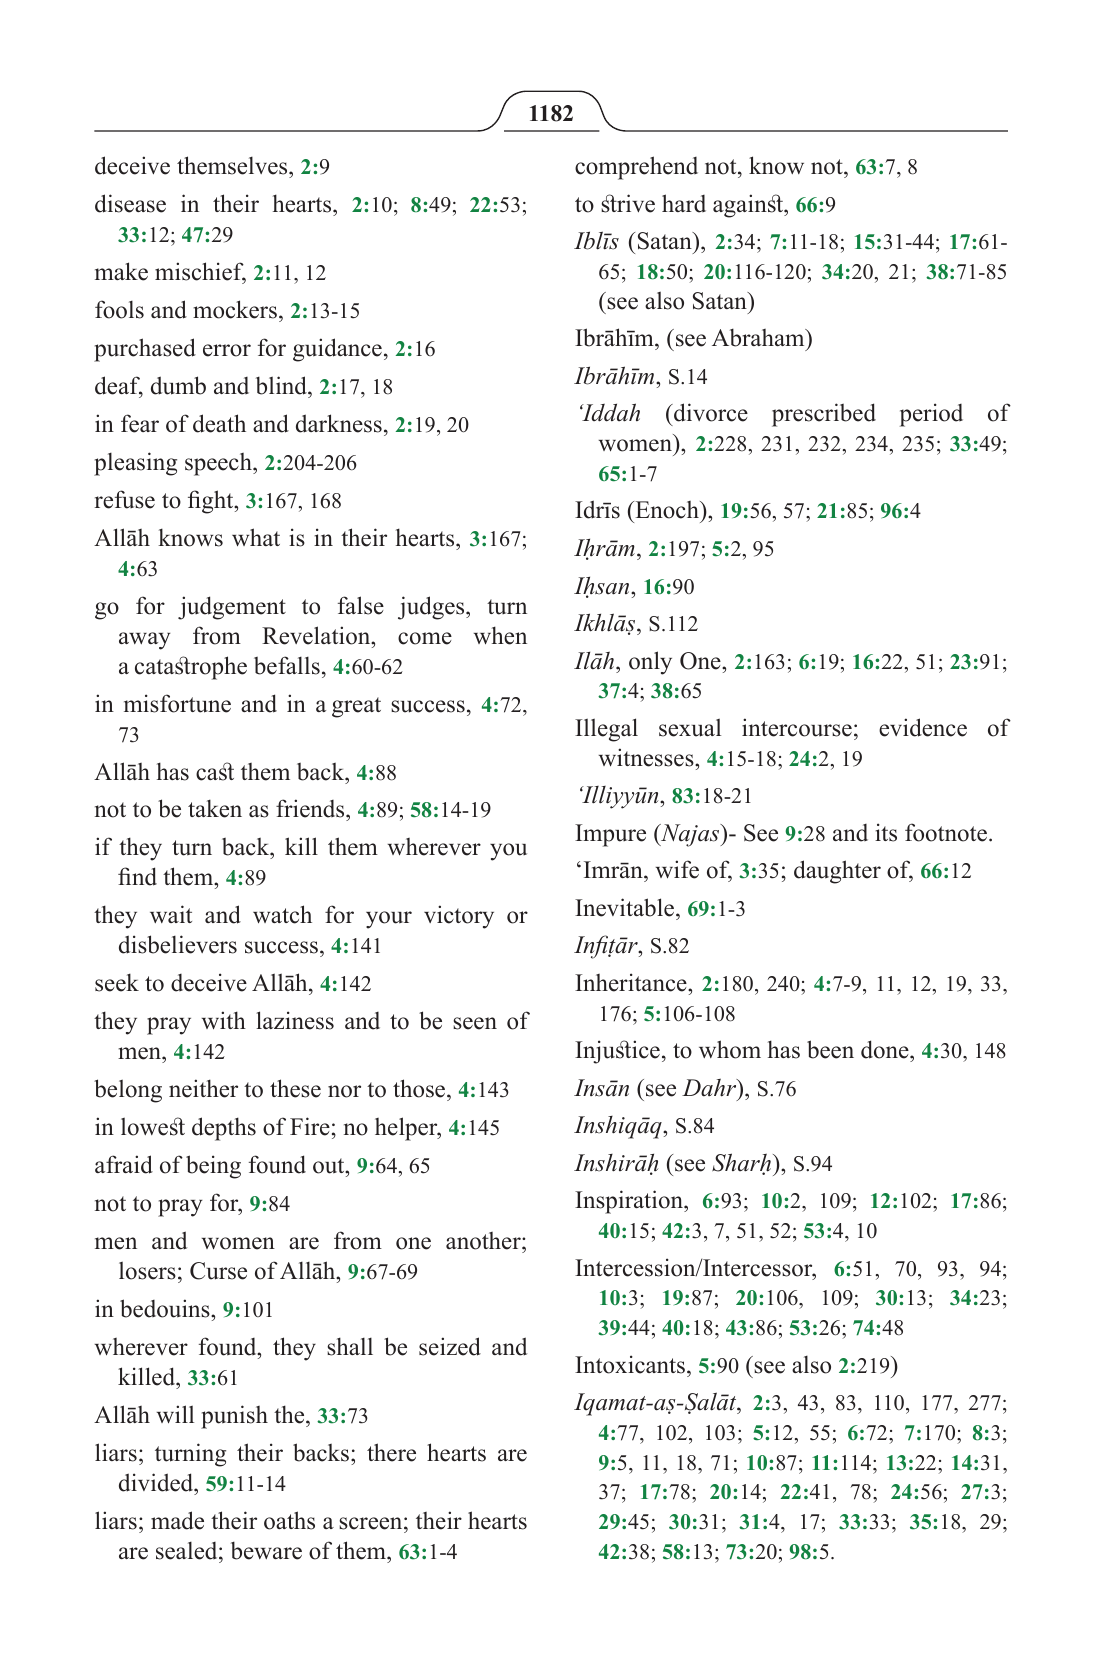 1182
deceive themselves, 2:9
disease in their hearts, 2:10; 8:49; 22:53;
33:12; 47:29
make mischief, 2:11, 12
fools and mockers, 2:13-15
purchased error for guidance, 2:16
deaf, dumb and blind, 2:17, 18
in fear of death and darkness, 2:19, 20
pleasing speech, 2:204-206
refuse to fight, 3:167, 168
Allāh knows what is in their hearts, 3:167;
4:63
go for judgement to false judges, turn
away from Revelation, come when
a catastrophe befalls, 4:60-62
in misfortune and in a great success, 4:72,
73
Allāh has cast them back, 4:88
not to be taken as friends, 4:89; 58:14-19
if they turn back, kill them wherever you
find them, 4:89
they wait and watch for your victory or
disbelievers success, 4:141
seek to deceive Allāh, 4:142
they pray with laziness and to be seen of
men, 4:142
belong neither to these nor to those, 4:143
in lowest depths of Fire; no helper, 4:145
afraid of being found out, 9:64, 65
not to pray for, 9:84
men and women are from one another;
losers; Curse of Allāh, 9:67-69
in bedouins, 9:101
wherever found, they shall be seized and
killed, 33:61
Allāh will punish the, 33:73
liars; turning their backs; there hearts are
divided, 59:11-14
liars; made their oaths a screen; their hearts
are sealed; beware of them, 63:1-4
comprehend not, know not, 63:7, 8
to strive hard against, 66:9
Iblīs (Satan), 2:34; 7:11-18; 15:31-44; 17:61-
65; 18:50; 20:116-120; 34:20, 21; 38:71-85
(see also Satan)
Ibrāhīm, (see Abraham)
Ibrāhīm, S.14
‘Iddah (divorce prescribed period of
women), 2:228, 231, 232, 234, 235; 33:49;
65:1-7
Idrīs (Enoch), 19:56, 57; 21:85; 96:4
Iḥrām, 2:197; 5:2, 95
Iḥsan, 16:90
Ikhlāṣ, S.112
Ilāh, only One, 2:163; 6:19; 16:22, 51; 23:91;
37:4; 38:65
Illegal sexual intercourse; evidence of
witnesses, 4:15-18; 24:2, 19
‘Illiyyūn, 83:18-21
Impure (Najas)- See 9:28 and its footnote.
‘Imrān, wife of, 3:35; daughter of, 66:12
Inevitable, 69:1-3
Infiṭār, S.82
Inheritance, 2:180, 240; 4:7-9, 11, 12, 19, 33,
176; 5:106-108
Injustice, to whom has been done, 4:30, 148
Insān (see Dahr), S.76
Inshiqāq, S.84
Inshirāḥ (see Sharḥ), S.94
Inspiration, 6:93; 10:2, 109; 12:102; 17:86;
40:15; 42:3, 7, 51, 52; 53:4, 10
Intercession/Intercessor, 6:51, 70, 93, 94;
10:3; 19:87; 20:106, 109; 30:13; 34:23;
39:44; 40:18; 43:86; 53:26; 74:48
Intoxicants, 5:90 (see also 2:219)
Iqamat-aṣ-Ṣalāt, 2:3, 43, 83, 110, 177, 277;
4:77, 102, 103; 5:12, 55; 6:72; 7:170; 8:3;
9:5, 11, 18, 71; 10:87; 11:114; 13:22; 14:31,
37; 17:78; 20:14; 22:41, 78; 24:56; 27:3;
29:45; 30:31; 31:4, 17; 33:33; 35:18, 29;
42:38; 58:13; 73:20; 98:5.